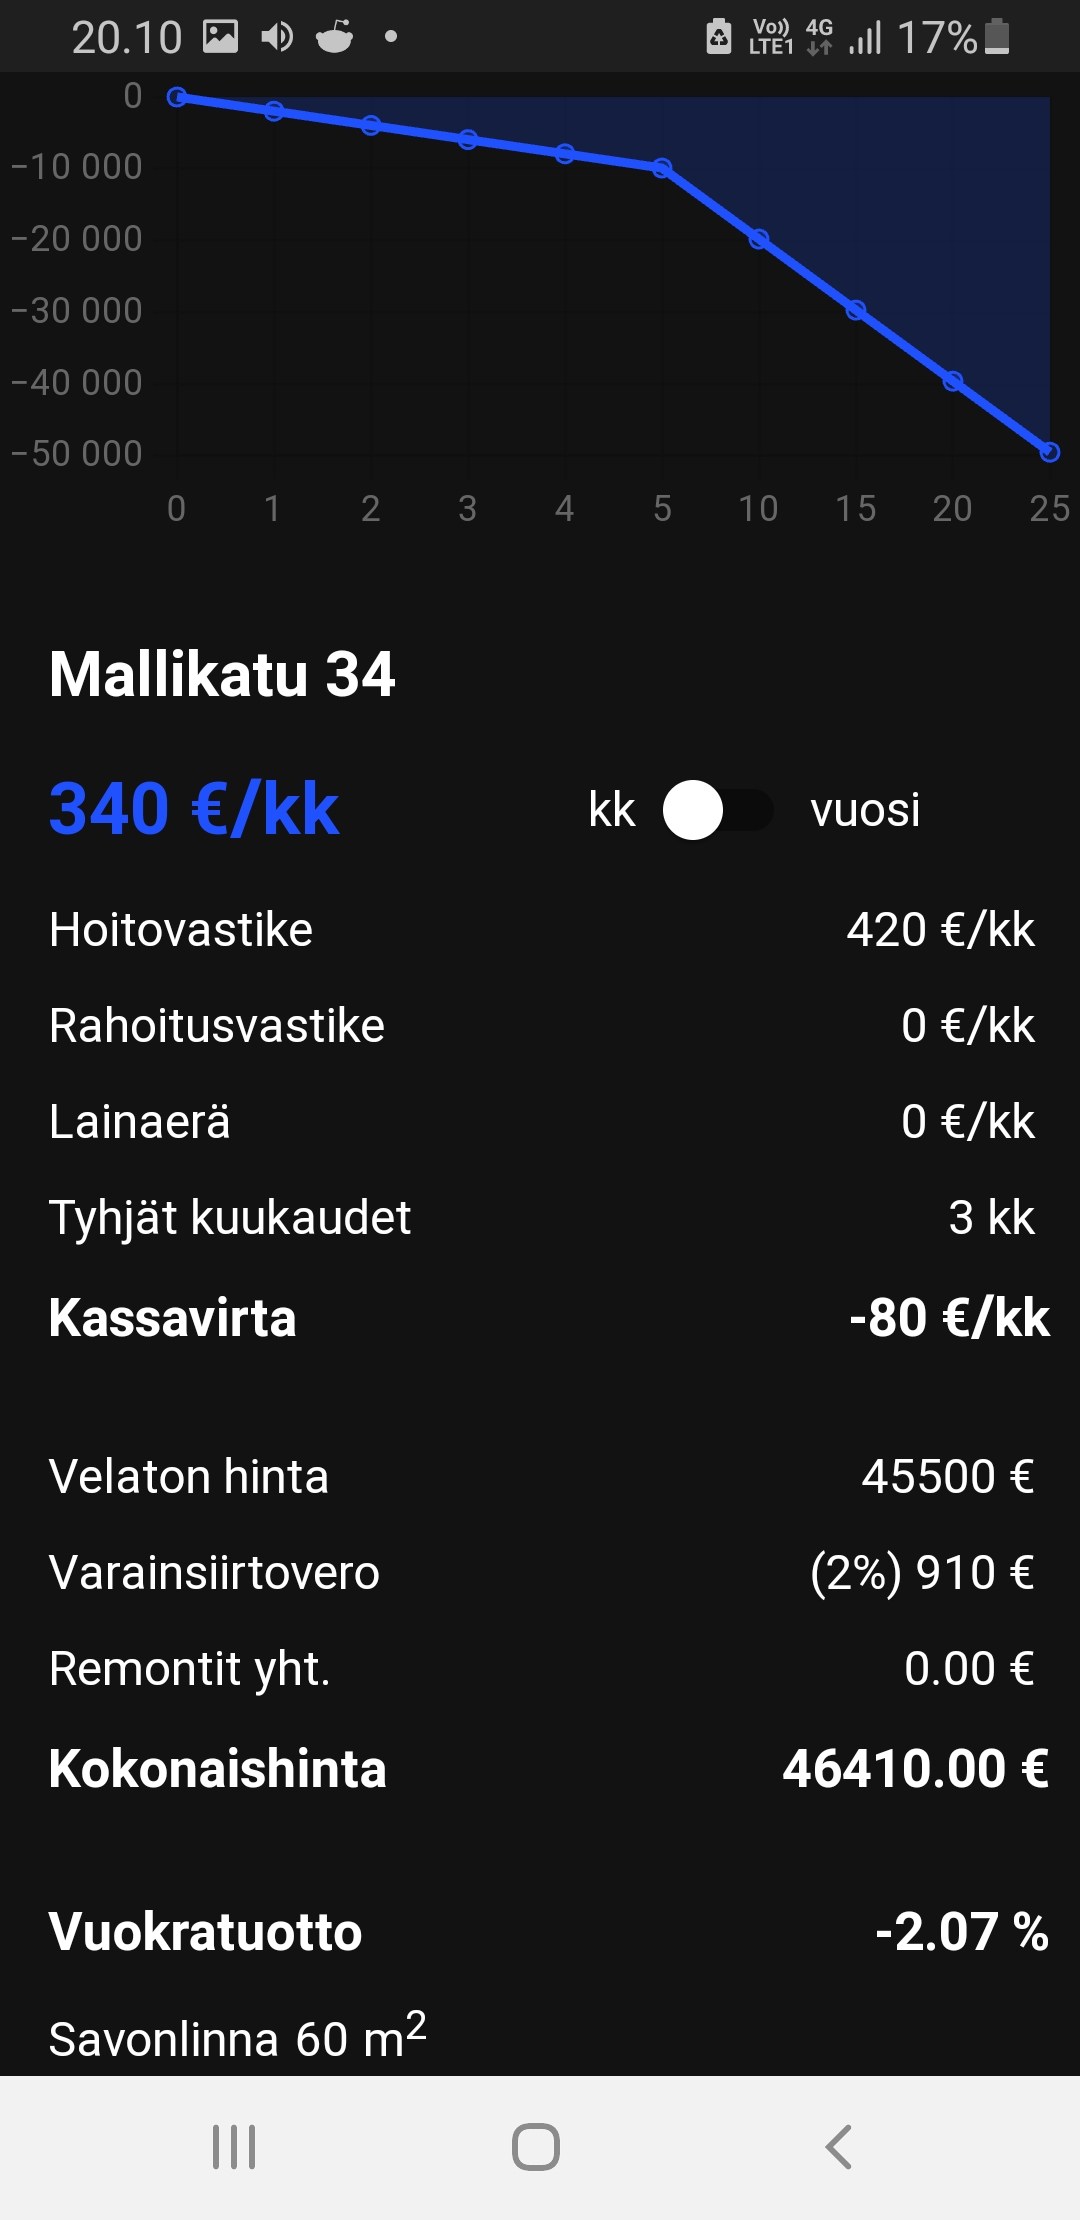 20.10 Vo)) LTE1 4G 17%
0
−10 000
−20 000
−30 000
−40 000
−50 000
0 1 2 3 4 5 10 15 20 25
Mallikatu 34
340 €/kk kk vuosi
Hoitovastike 420 €/kk
Rahoitusvastike 0 €/kk
Lainaerä 0 €/kk
Tyhjät kuukaudet 3 kk
Kassavirta -80 €/kk
Velaton hinta 45500 €
Varainsiirtovero (2%) 910 €
Remontit yht. 0.00 €
Kokonaishinta 46410.00 €
Vuokratuotto -2.07 %
Savonlinna 60 m²